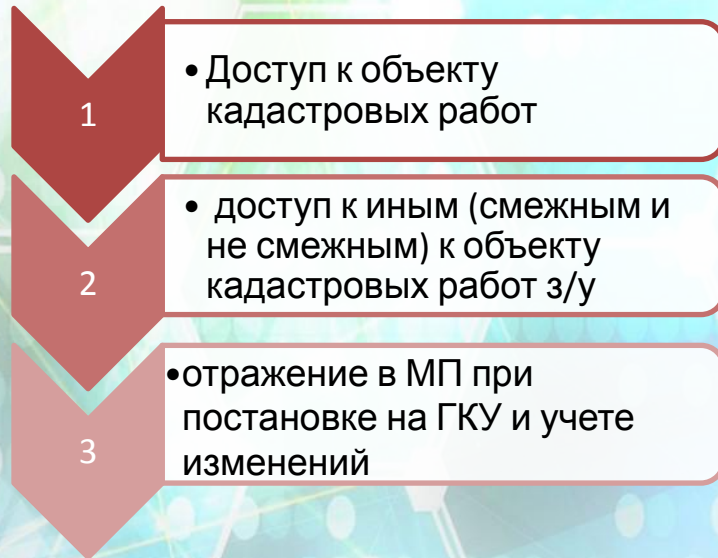 1
• Доступ к объекту
кадастровых работ
2
• доступ к иным (смежным и
не смежным) к объекту
кадастровых работ з/у
3
•отражение в МП при
постановке на ГКУ и учете
изменений